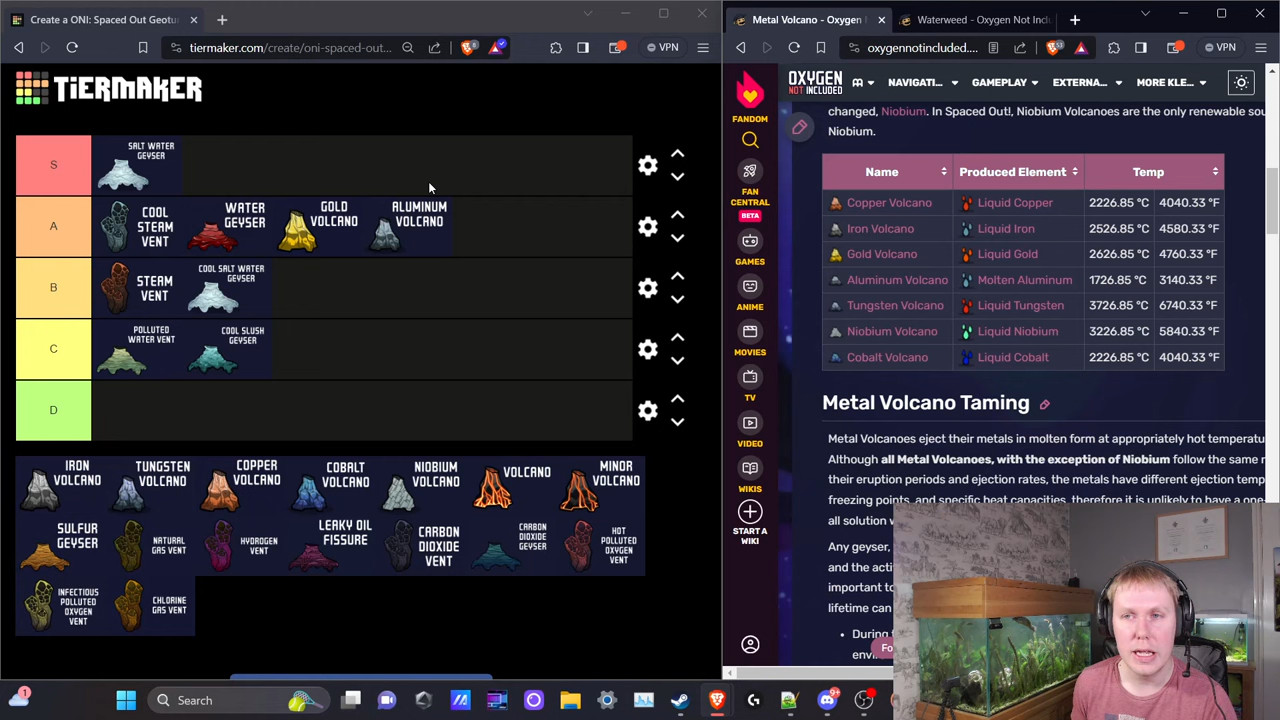 Create a ONI: Spaced Out Geotu
Metal Volcano - Oxygen
Waterweed - Oxygen Not Inclu
tiermaker.com/create/oni-spaced-out...
VPN
oxygennotincluded....
VPN
TiERMAKER
S
SALT WATER GEYSER
A
COOL STEAM VENT
WATER GEYSER
GOLD VOLCANO
ALUMINUM VOLCANO
B
STEAM VENT
COOL SALT WATER GEYSER
C
POLLUTED WATER VENT
COOL SLUSH GEYSER
D
IRON VOLCANO
TUNGSTEN VOLCANO
COPPER VOLCANO
COBALT VOLCANO
NIOBIUM VOLCANO
VOLCANO
MINOR VOLCANO
SULFUR GEYSER
NATURAL GAS VENT
HYDROGEN VENT
LEAKY OIL FISSURE
CARBON DIOXIDE VENT
CARBON DIOXIDE GEYSER
HOT POLLUTED OXYGEN VENT
INFECTIOUS POLLUTED OXYGEN VENT
CHLORINE GAS VENT
FANDOM
FAN CENTRAL
BETA
GAMES
ANIME
MOVIES
TV
VIDEO
WIKIS
START A WIKI
OXYGEN NOT INCLUDED
NAVIGATI...
GAMEPLAY
EXTERNA...
MORE KLE...
changed, Niobium. In Spaced Out!, Niobium Volcanoes are the only renewable sou
Niobium.
Name Produced Element Temp
Copper Volcano Liquid Copper 2226.85 °C 4040.33 °F
Iron Volcano Liquid Iron 2526.85 °C 4580.33 °F
Gold Volcano Liquid Gold 2626.85 °C 4760.33 °F
Aluminum Volcano Molten Aluminum 1726.85 °C 3140.33 °F
Tungsten Volcano Liquid Tungsten 3726.85 °C 6740.33 °F
Niobium Volcano Liquid Niobium 3226.85 °C 5840.33 °F
Cobalt Volcano Liquid Cobalt 2226.85 °C 4040.33 °F
Metal Volcano Taming
Metal Volcanoes eject their metals in molten form at appropriately hot temperatu
Although all Metal Volcanoes, with the exception of Niobium follow the same r
their eruption periods and ejection rates, the metals have different ejection temp
freezing points, and specific heat capacities, therefore it is unlikely to have a one-
all solution w
Any geyser,
and the acti
important to
lifetime can
During t
envir
Fo
Search
1